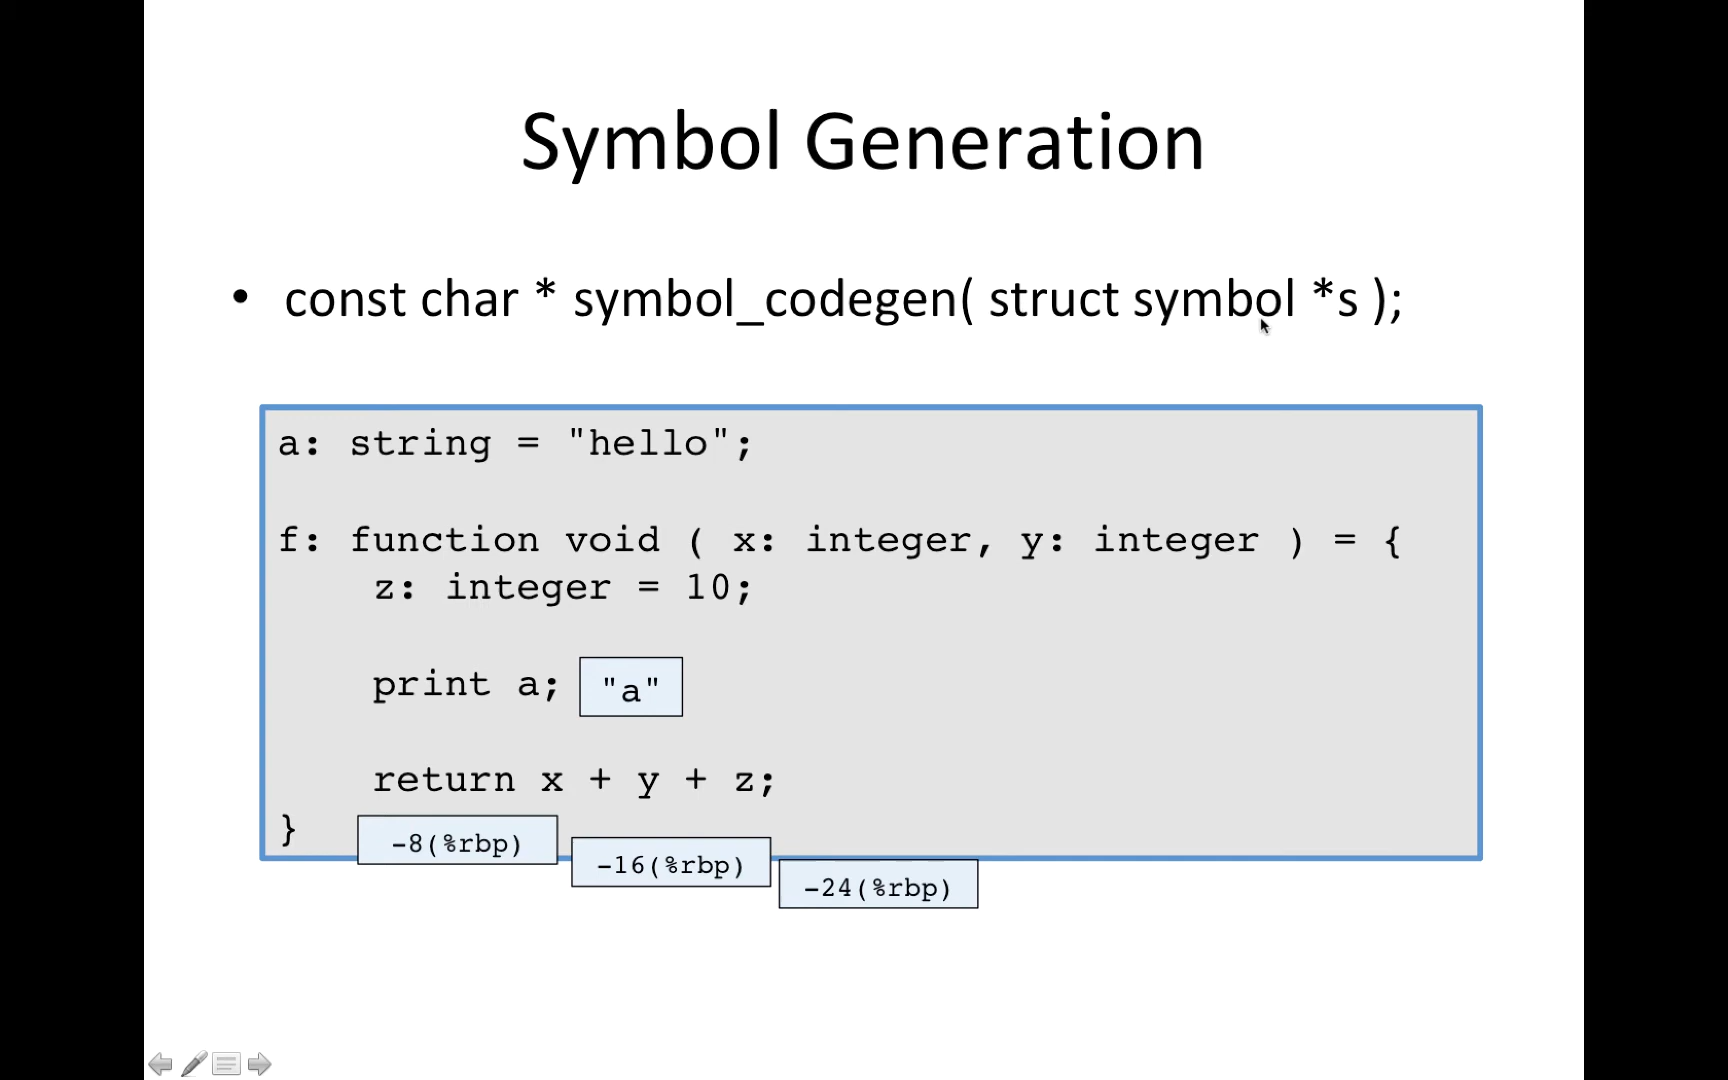 Symbol Generation
• const char * symbol_codegen( struct symbol *s );
a: string = "hello";
f: function void ( x: integer, y: integer ) = {
z: integer = 10;
print a; "a"
return x + y + z;
}
-8(%rbp)
-16(%rbp)
-24(%rbp)